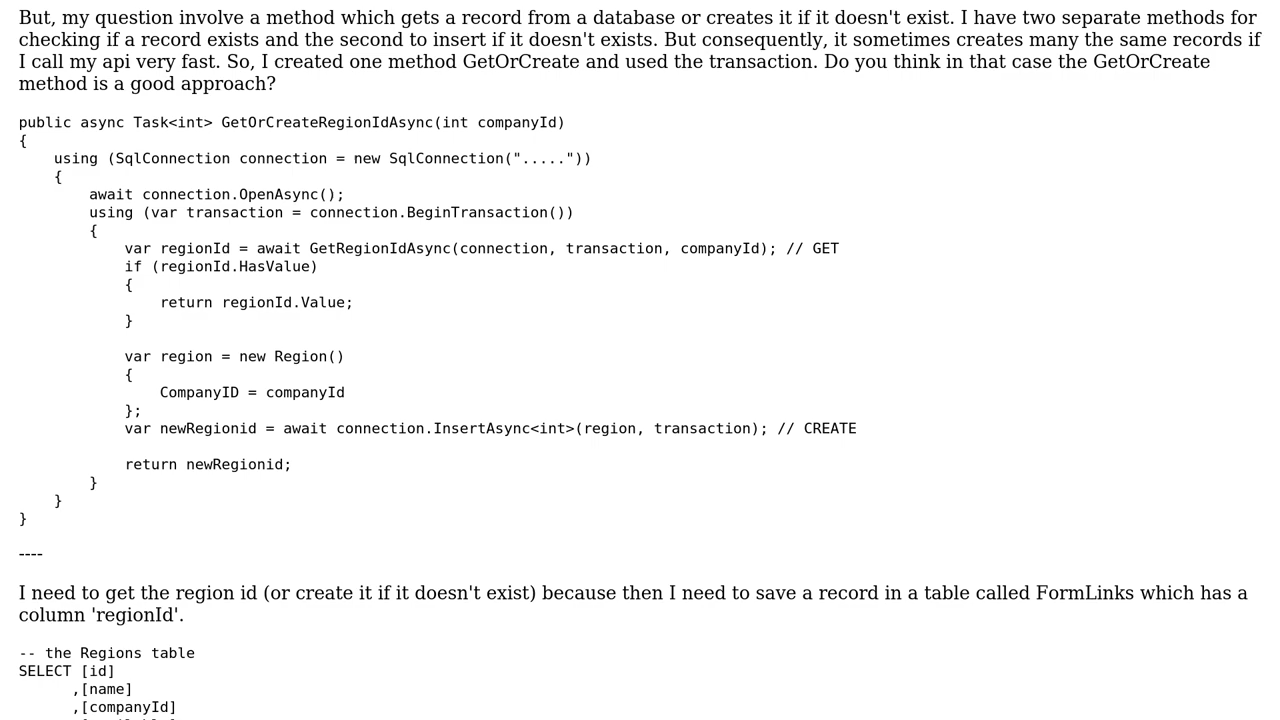 But, my question involve a method which gets a record from a database or creates it if it doesn't exist. I have two separate methods for
checking if a record exists and the second to insert if it doesn't exists. But consequently, it sometimes creates many the same records if
I call my api very fast. So, I created one method GetOrCreate and used the transaction. Do you think in that case the GetOrCreate
method is a good approach?
public async Task<int> GetOrCreateRegionIdAsync(int companyId)
{
    using (SqlConnection connection = new SqlConnection("....."))
    {
        await connection.OpenAsync();
        using (var transaction = connection.BeginTransaction())
        {
            var regionId = await GetRegionIdAsync(connection, transaction, companyId); // GET
            if (regionId.HasValue)
            {
                return regionId.Value;
            }
            var region = new Region()
            {
                CompanyID = companyId
            };
            var newRegionid = await connection.InsertAsync<int>(region, transaction); // CREATE
            return newRegionid;
        }
    }
}
----
I need to get the region id (or create it if it doesn't exist) because then I need to save a record in a table called FormLinks which has a
column 'regionId'.
-- the Regions table
SELECT [id]
      ,[name]
      ,[companyId]